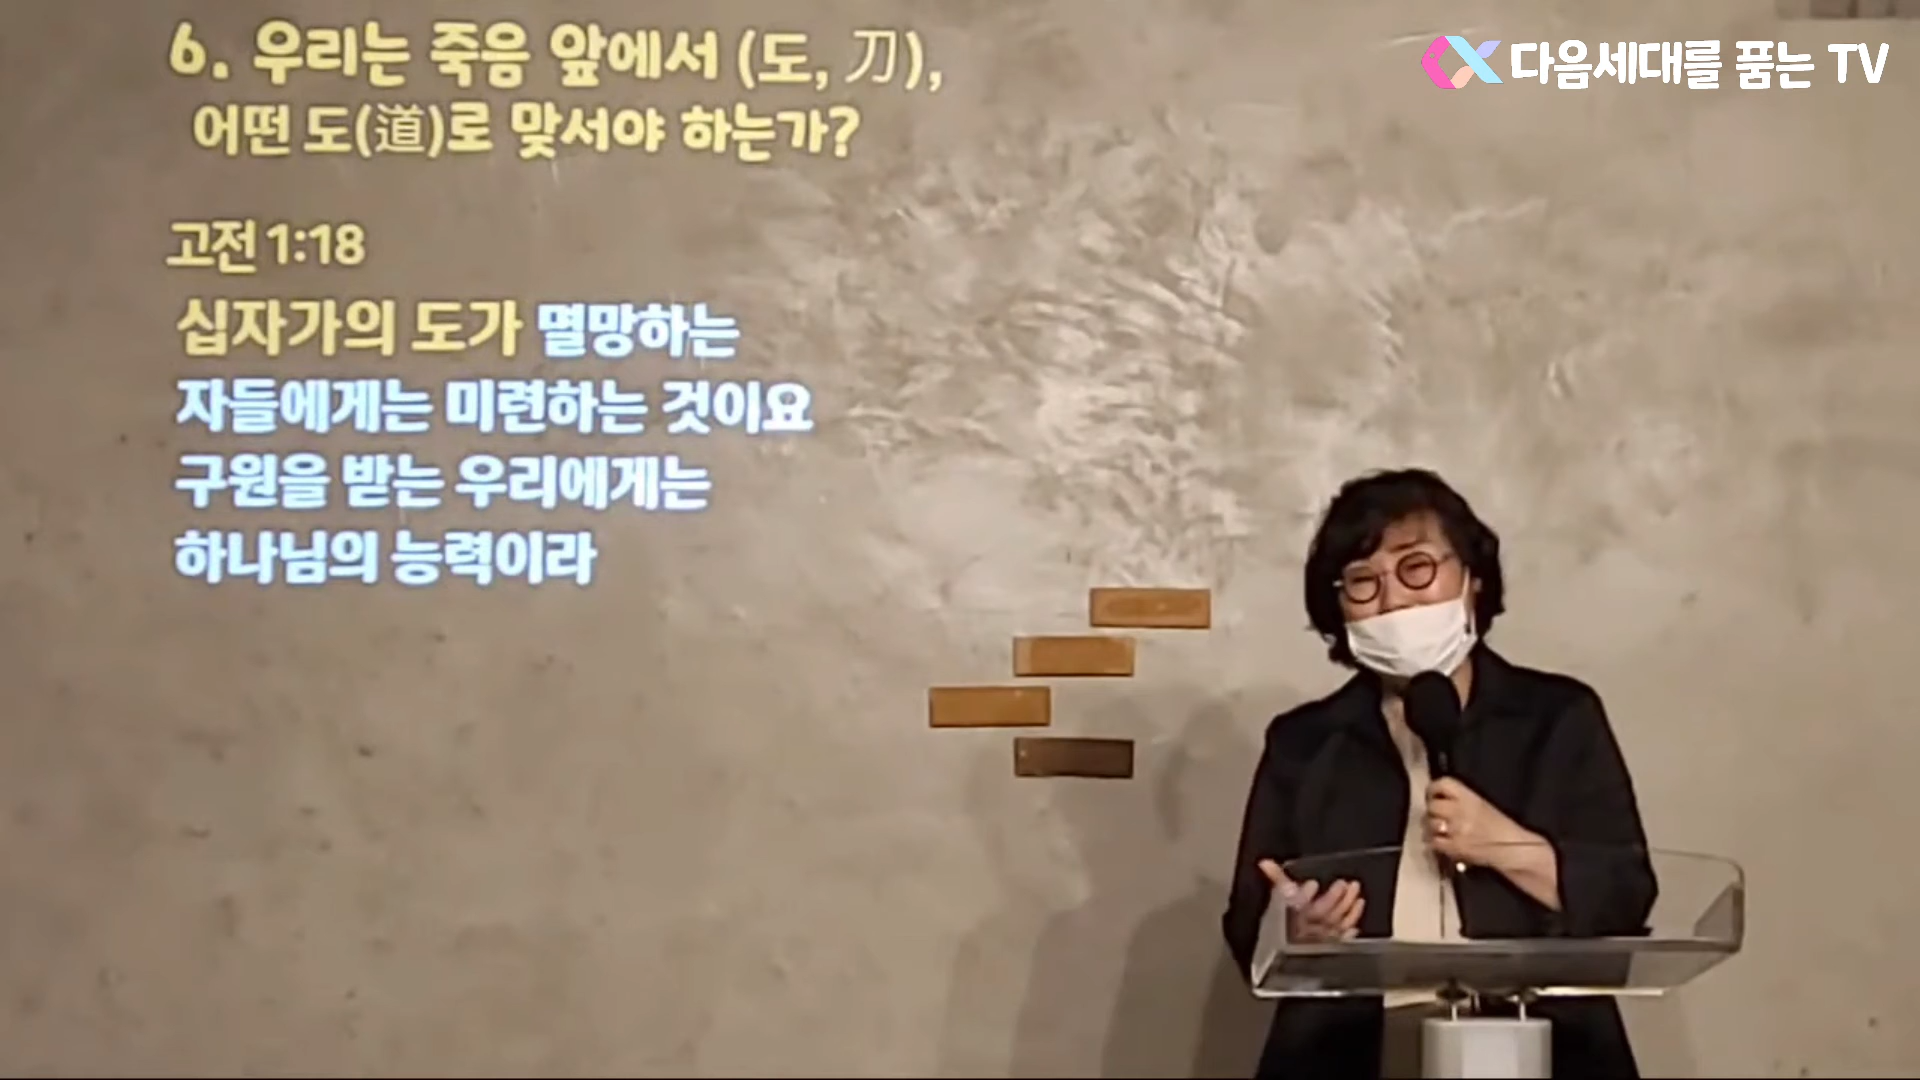 6. 우리는 죽음 앞에서 (도, 刀),
어떤 도(道)로 맞서야 하는가?
고전 1:18
십자가의 도가 멸망하는
자들에게는 미련하는 것이요
구원을 받는 우리에게는
하나님의 능력이라
다음세대를 품는 TV